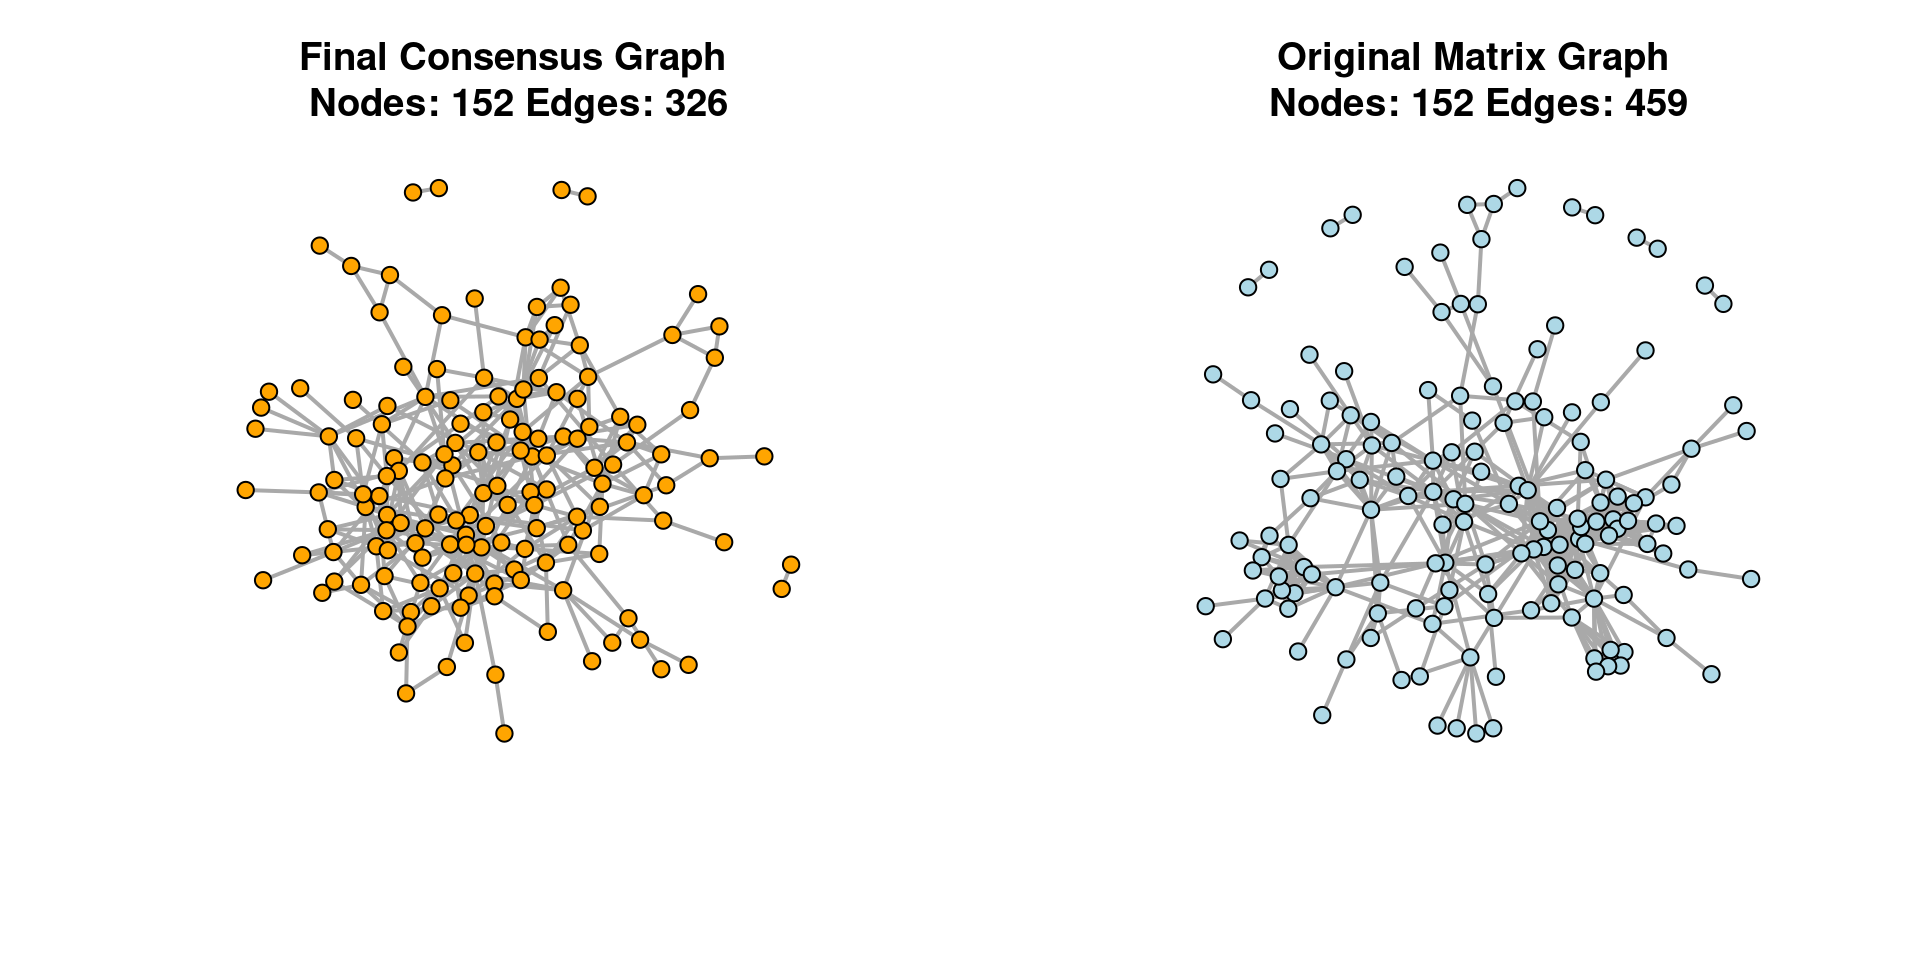 Final Consensus Graph
Nodes: 152 Edges: 326
Original Matrix Graph
Nodes: 152 Edges: 459